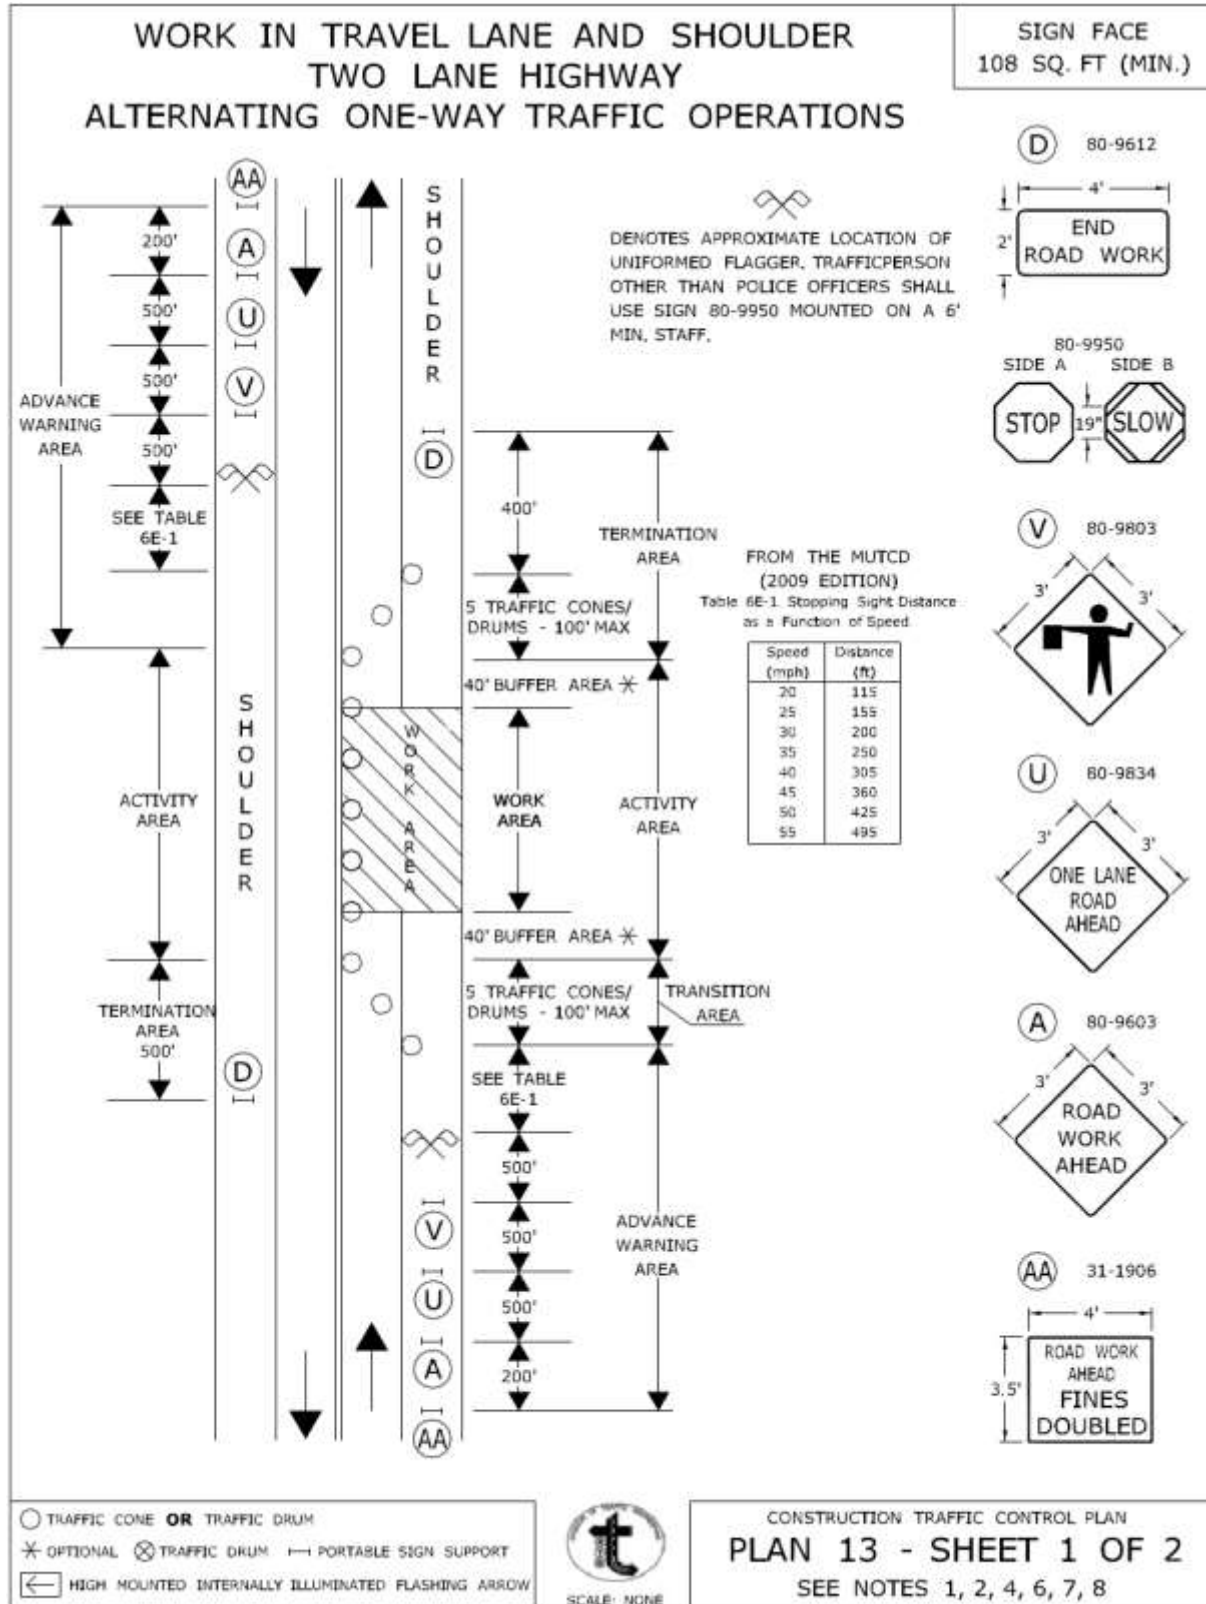 WORK IN TRAVEL LANE AND SHOULDER
TWO LANE HIGHWAY
ALTERNATING ONE-WAY TRAFFIC OPERATIONS
SIGN FACE
108 SQ. FT (MIN.)
AA
A
U
V
200'
500'
500'
500'
SEE TABLE
6E-1
ADVANCE
WARNING
AREA
ACTIVITY
AREA
TERMINATION
AREA
500'
SHOULDER
D
SHOULDER
D
400'
TERMINATION
AREA
5 TRAFFIC CONES/
DRUMS - 100' MAX
40' BUFFER AREA *
WORK AREA
WORK
AREA
ACTIVITY
AREA
40' BUFFER AREA *
5 TRAFFIC CONES/
DRUMS - 100' MAX
TRANSITION
AREA
SEE TABLE
6E-1
500'
500'
500'
200'
ADVANCE
WARNING
AREA
V
U
A
AA
DENOTES APPROXIMATE LOCATION OF
UNIFORMED FLAGGER. TRAFFICPERSON
OTHER THAN POLICE OFFICERS SHALL
USE SIGN 80-9950 MOUNTED ON A 6'
MIN. STAFF.
FROM THE MUTCD
(2009 EDITION)
Table 6E-1 Stopping Sight Distance
as a Function of Speed
Speed (mph) Distance (ft)
20 115
25 155
30 200
35 250
40 305
45 360
50 425
55 495
D 80-9612
4'
2'
END
ROAD WORK
80-9950
SIDE A SIDE B
STOP 19" SLOW
V 80-9803
3' 3'
U 80-9834
3' 3'
ONE LANE
ROAD
AHEAD
A 80-9603
3' 3'
ROAD
WORK
AHEAD
AA 31-1906
4'
3.5'
ROAD WORK
AHEAD
FINES
DOUBLED
TRAFFIC CONE OR TRAFFIC DRUM
* OPTIONAL TRAFFIC DRUM PORTABLE SIGN SUPPORT
HIGH MOUNTED INTERNALLY ILLUMINATED FLASHING ARROW
t
SCALE: NONE
CONSTRUCTION TRAFFIC CONTROL PLAN
PLAN 13 - SHEET 1 OF 2
SEE NOTES 1, 2, 4, 6, 7, 8